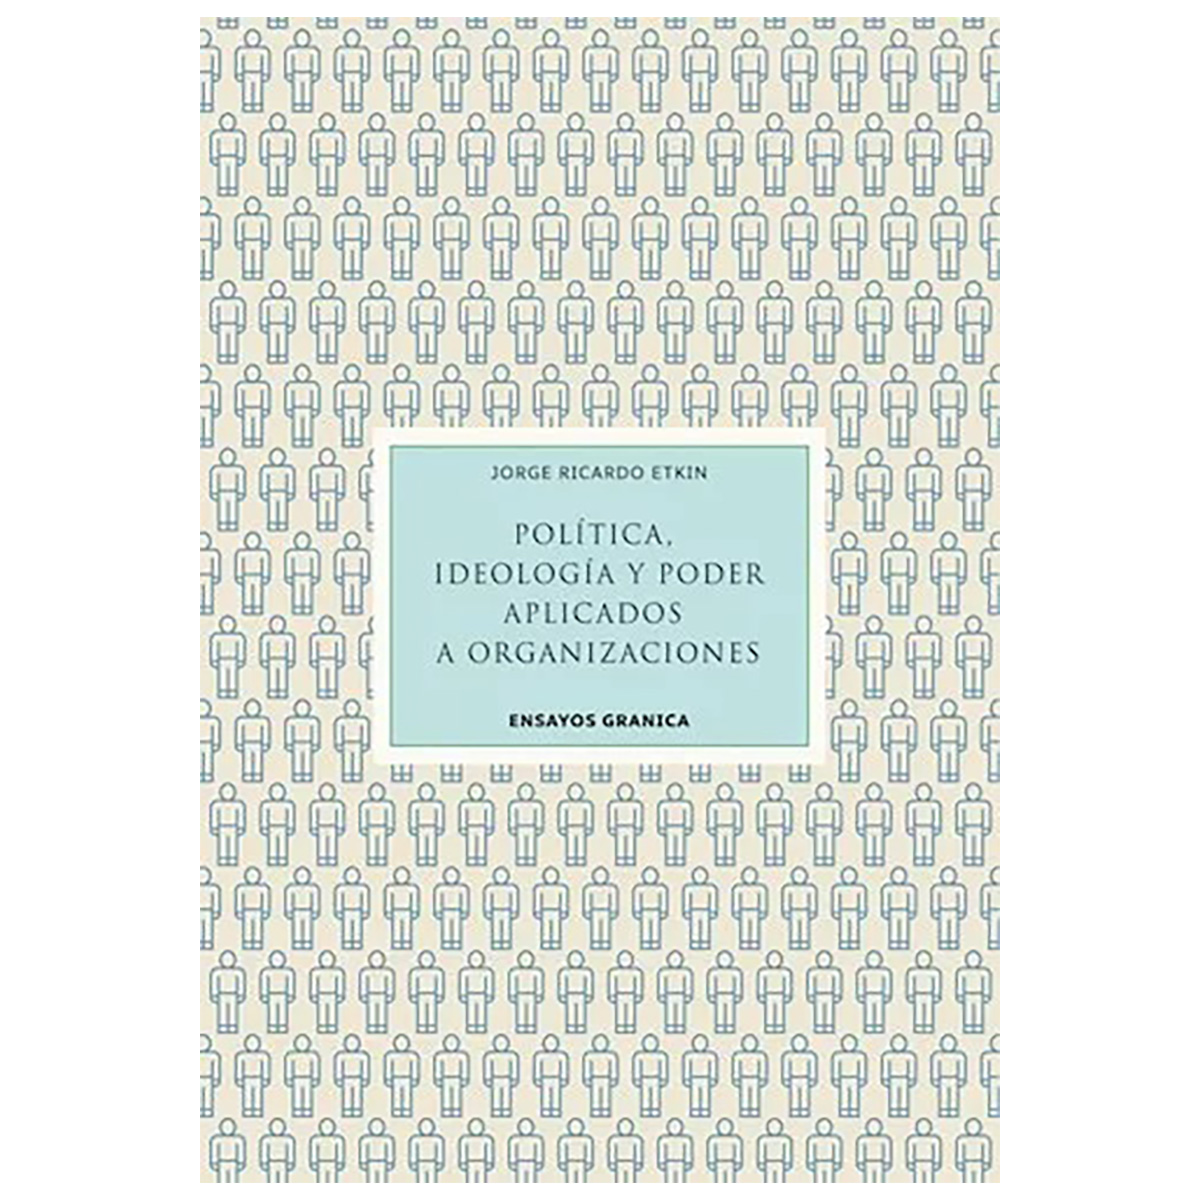 JORGE RICARDO ETKIN
POLÍTICA,
IDEOLOGÍA Y PODER
APLICADOS
A ORGANIZACIONES
ENSAYOS GRANICA